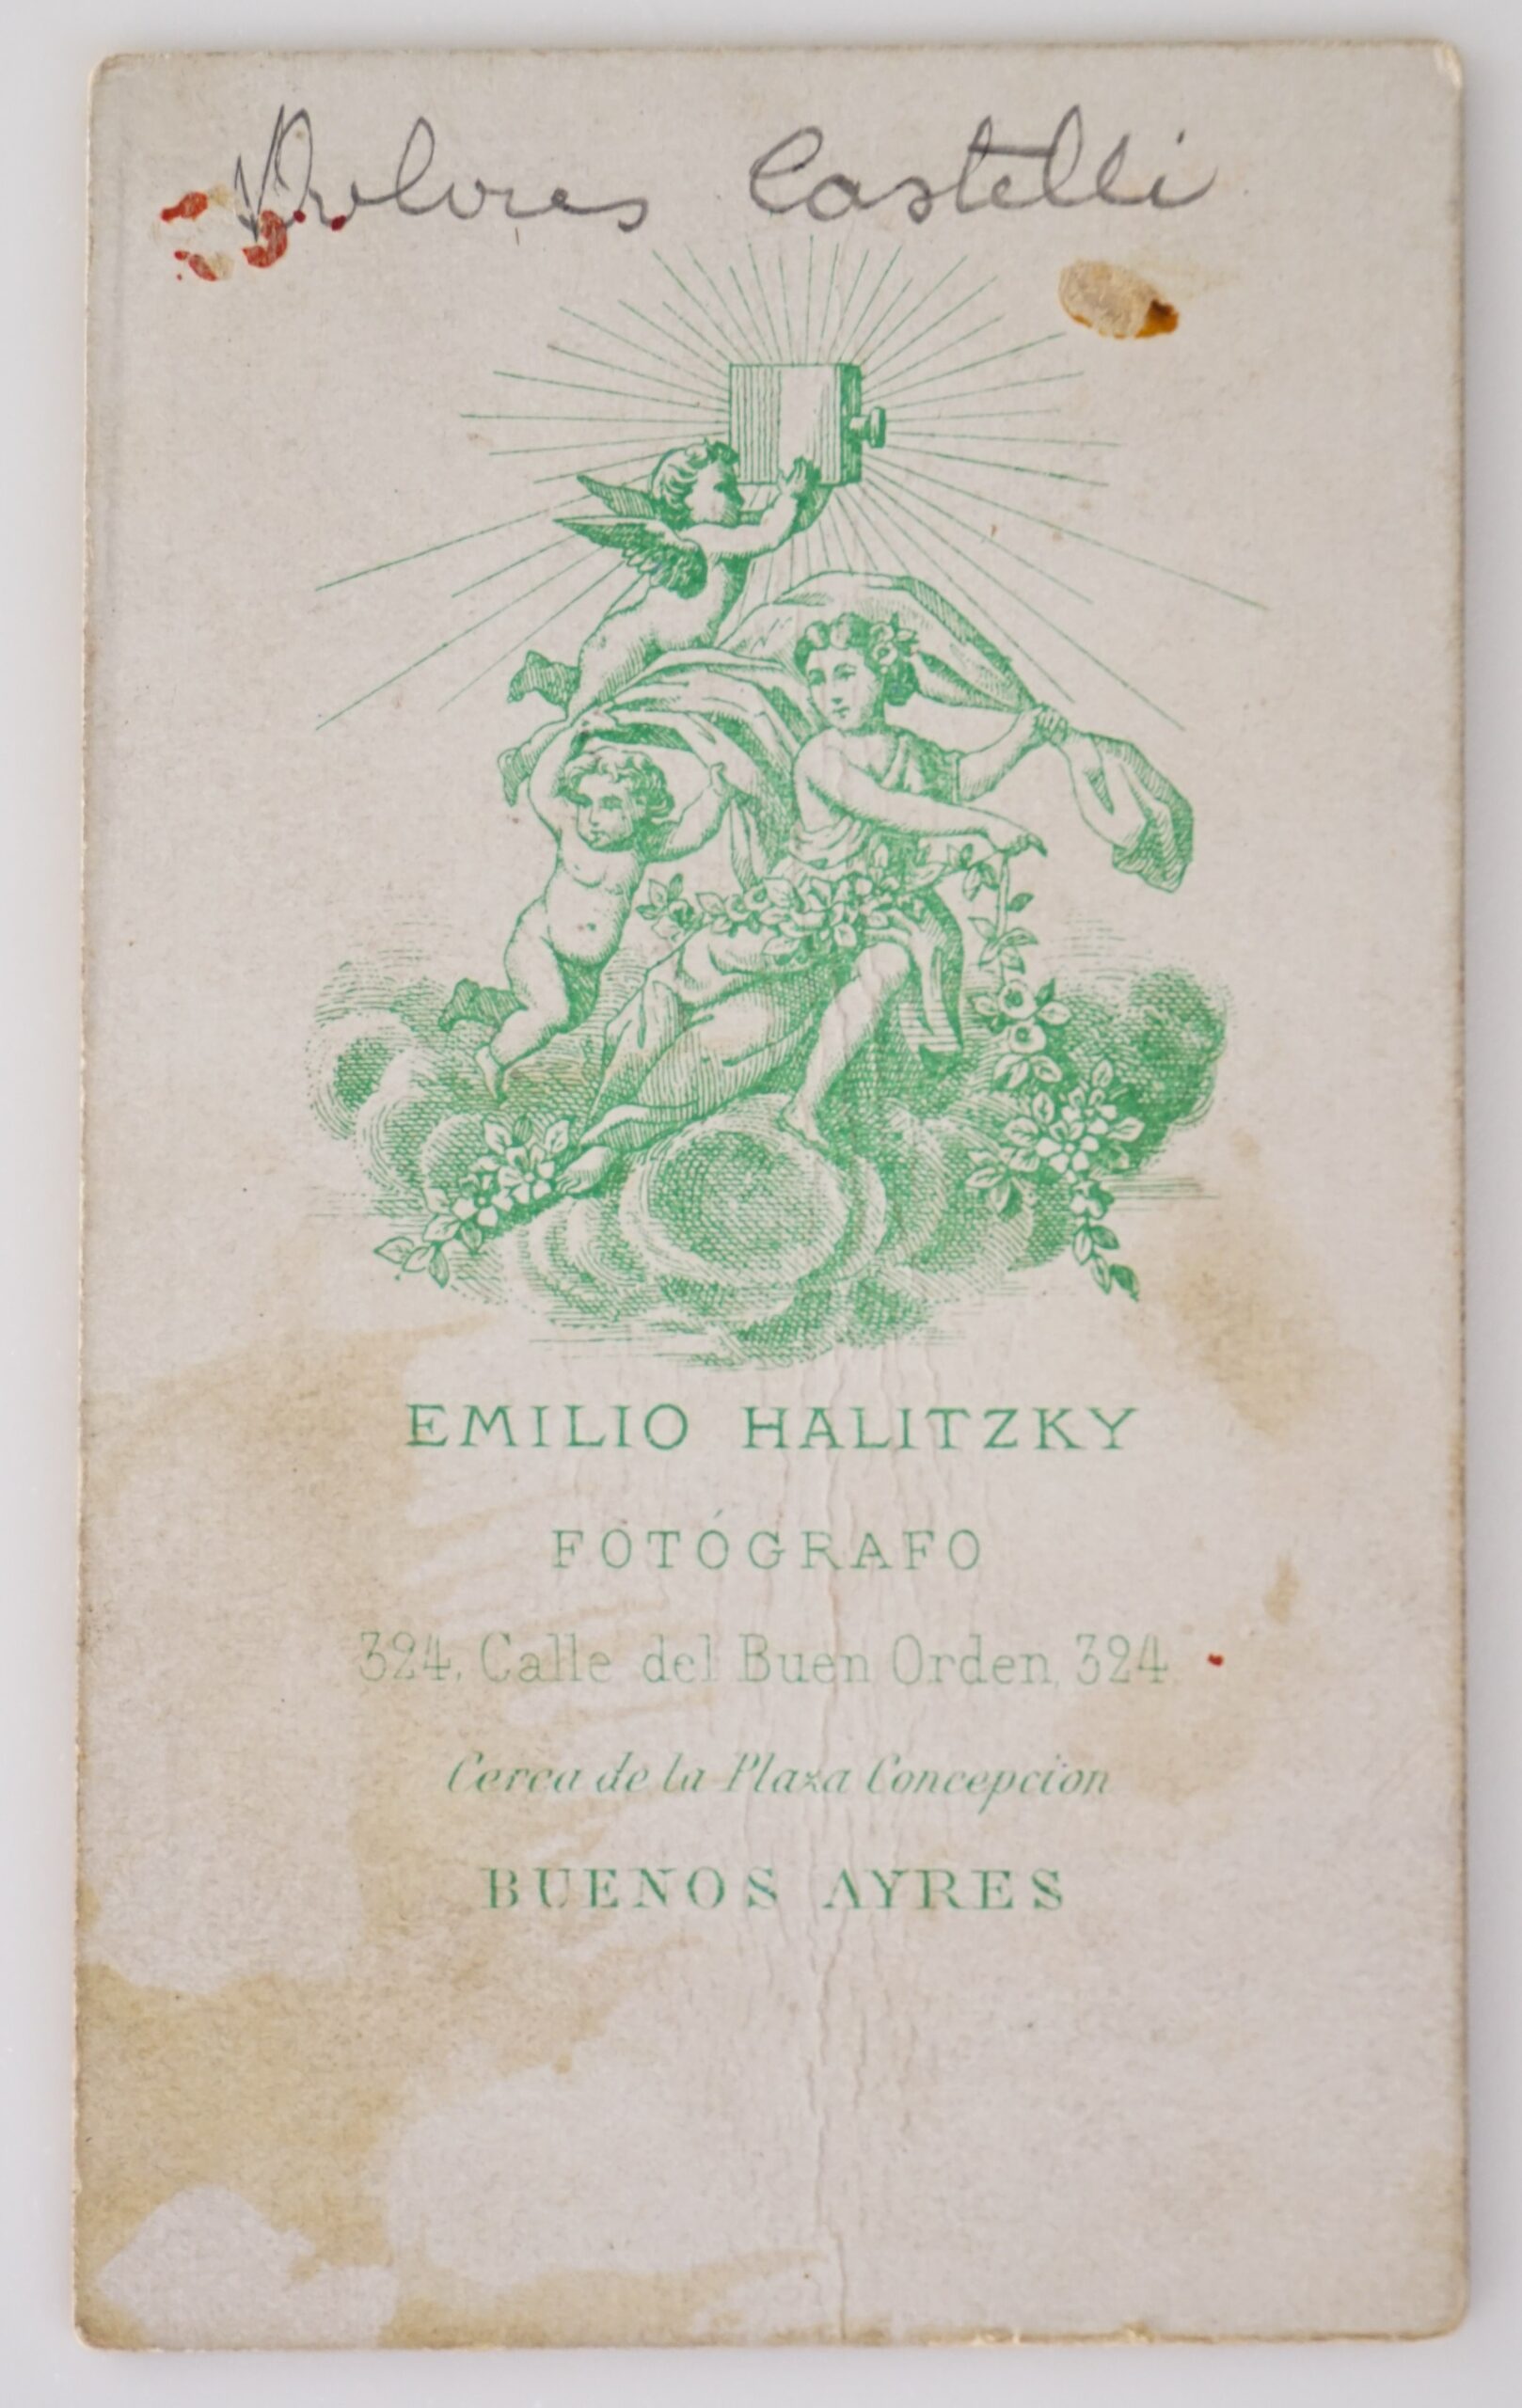 Dolores Castelli
EMILIO HALITZKY
FOTÓGRAFO
324, Calle del Buen Orden, 324
Cerca de la Plaza Concepcion
BUENOS AYRES